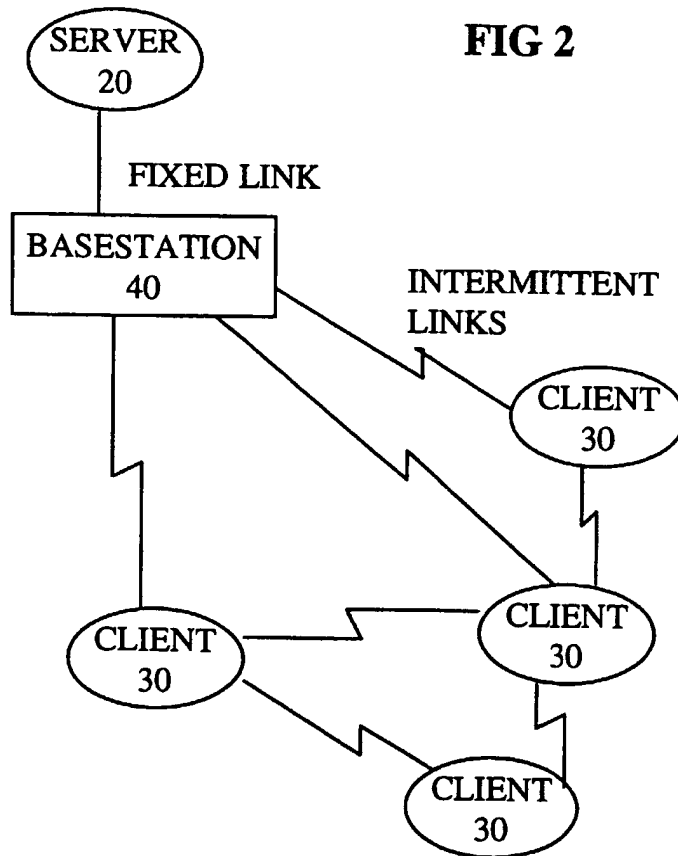 SERVER
20
FIG 2
FIXED LINK
BASESTATION
40
INTERMITTENT
LINKS
CLIENT
30
CLIENT
30
CLIENT
30
CLIENT
30